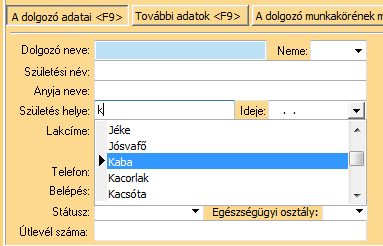 A dolgozó adatai <F9> További adatok <F9> A dolgozó munkakörének m
Dolgozó neve: Neme:
Születési név:
Anyja neve:
Születés helye: k Ideje: . .
Lakcíme: Jéke
Jósvafő
Kaba
Telefon: Kacorlak
Belépés: Kacsóta
Státusz: Egészségügyi osztály:
Útlevél száma: